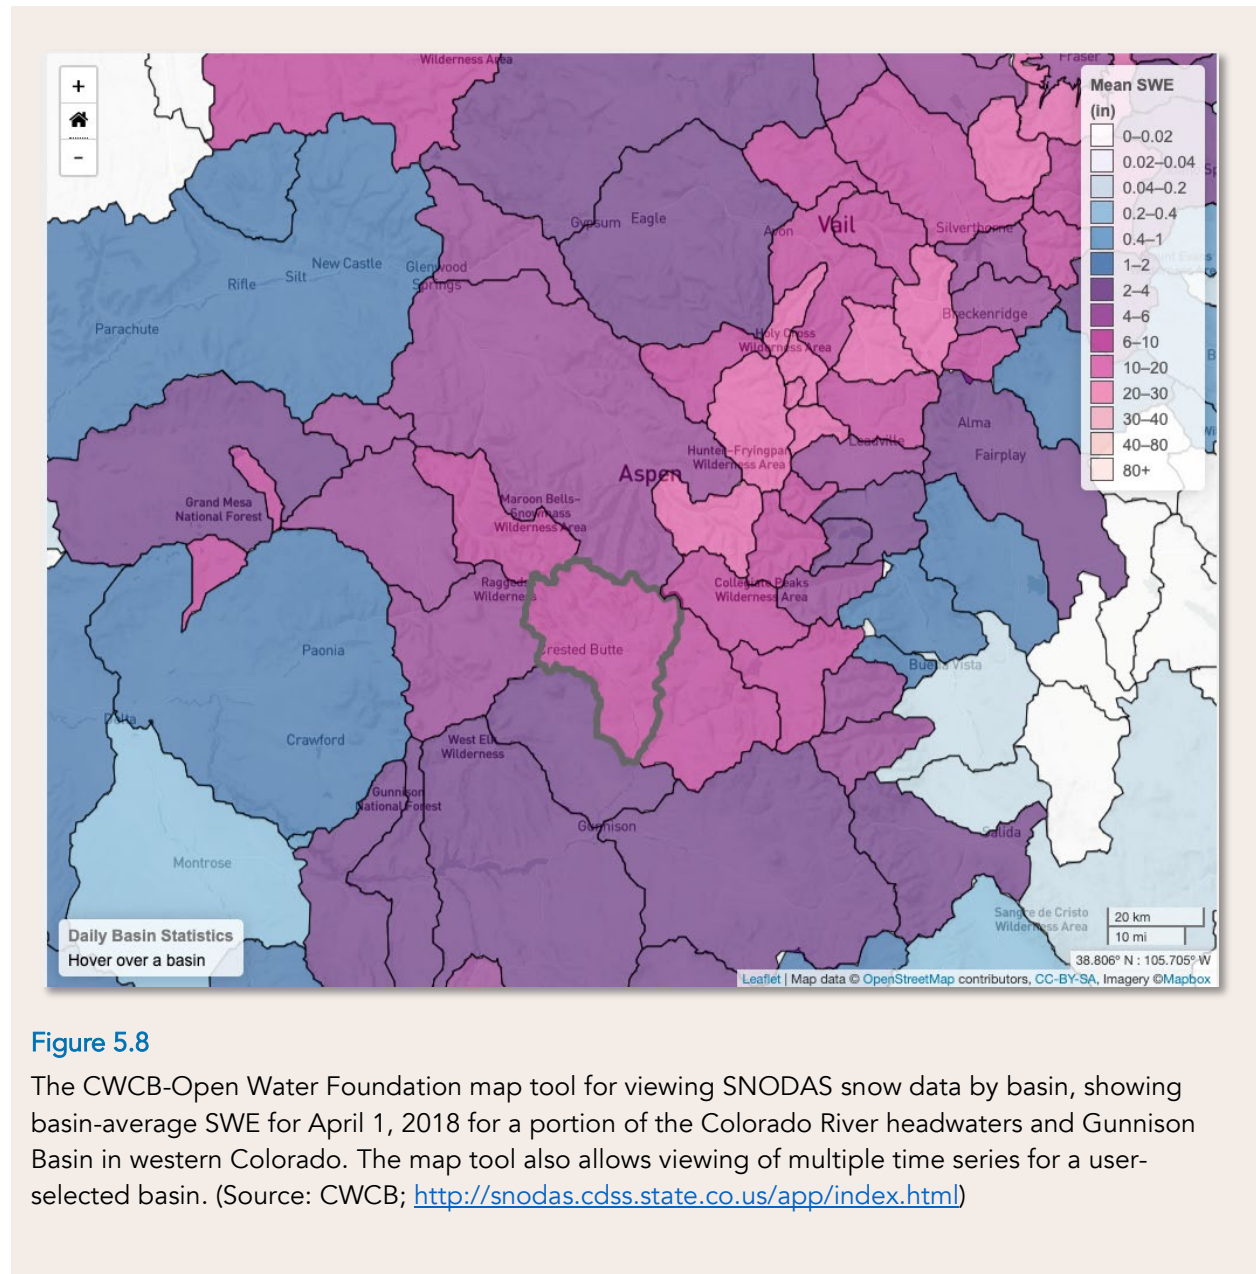 Wilderness Area
Fraser
+
-
Mean SWE
(in)
0–0.02
0.02–0.04
0.04–0.2
0.2–0.4
0.4–1
1–2
2–4
4–6
6–10
10–20
20–30
30–40
40–80
80+
Gypsum
Eagle
Avon
Vail
Silverthorne
New Castle
Glenwood
Springs
Silt
Rifle
Parachute
Breckenridge
Holy Cross
Wilderness Area
Alma
Fairplay
Leadville
Hunter-Fryingpan
Wilderness Area
Aspen
Grand Mesa
National Forest
Maroon Bells-
Snowmass
Wilderness Area
Raggeds
Wilderness
Collegiate Peaks
Wilderness Area
Crested Butte
Paonia
Buena Vista
Delta
Crawford
West Elk
Wilderness
Gunnison
National Forest
Gunnison
Salida
Montrose
Sangre de Cristo
Wilderness Area
20 km
10 mi
Daily Basin Statistics
Hover over a basin
38.806° N : 105.705° W
Leaflet | Map data © OpenStreetMap contributors, CC-BY-SA, Imagery ©Mapbox
Figure 5.8
The CWCB-Open Water Foundation map tool for viewing SNODAS snow data by basin, showing
basin-average SWE for April 1, 2018 for a portion of the Colorado River headwaters and Gunnison
Basin in western Colorado. The map tool also allows viewing of multiple time series for a user-
selected basin. (Source: CWCB; http://snodas.cdss.state.co.us/app/index.html)